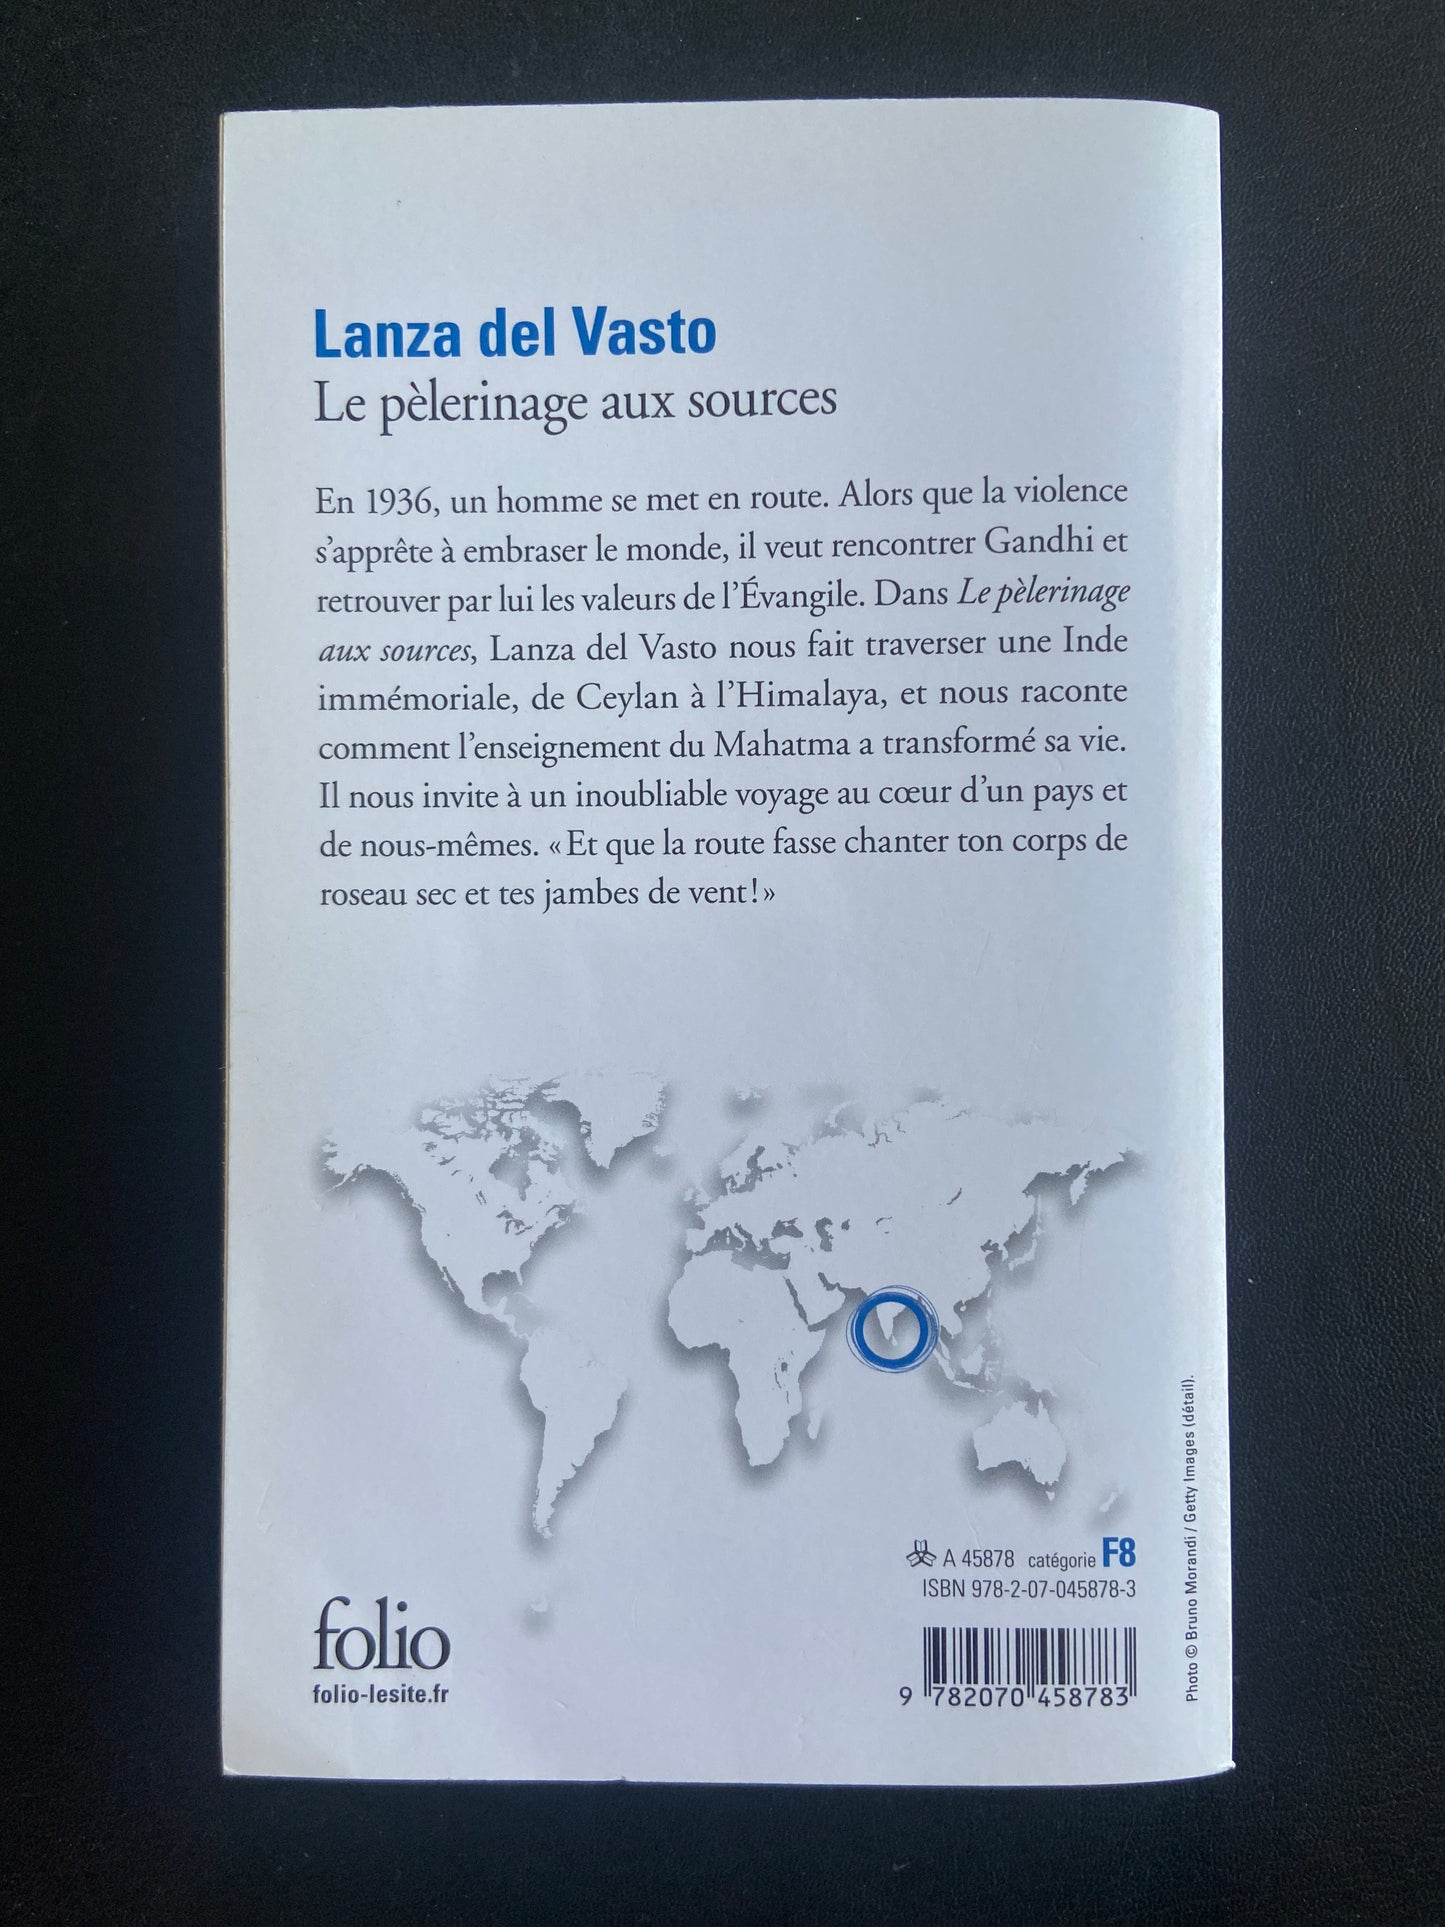 Lanza del Vasto
Le pèlerinage aux sources
En 1936, un homme se met en route. Alors que la violence
s’apprête à embraser le monde, il veut rencontrer Gandhi et
retrouver par lui les valeurs de l’Évangile. Dans Le pèlerinage
aux sources, Lanza del Vasto nous fait traverser une Inde
immémoriale, de Ceylan à l’Himalaya, et nous raconte
comment l’enseignement du Mahatma a transformé sa vie.
Il nous invite à un inoubliable voyage au cœur d’un pays et
de nous-mêmes. « Et que la route fasse chanter ton corps de
roseau sec et tes jambes de vent ! »
A 45878 catégorie F8
ISBN 978-2-07-045878-3
9 782070 458783
folio
folio-lesite.fr
Photo © Bruno Morandi / Getty Images (détail).